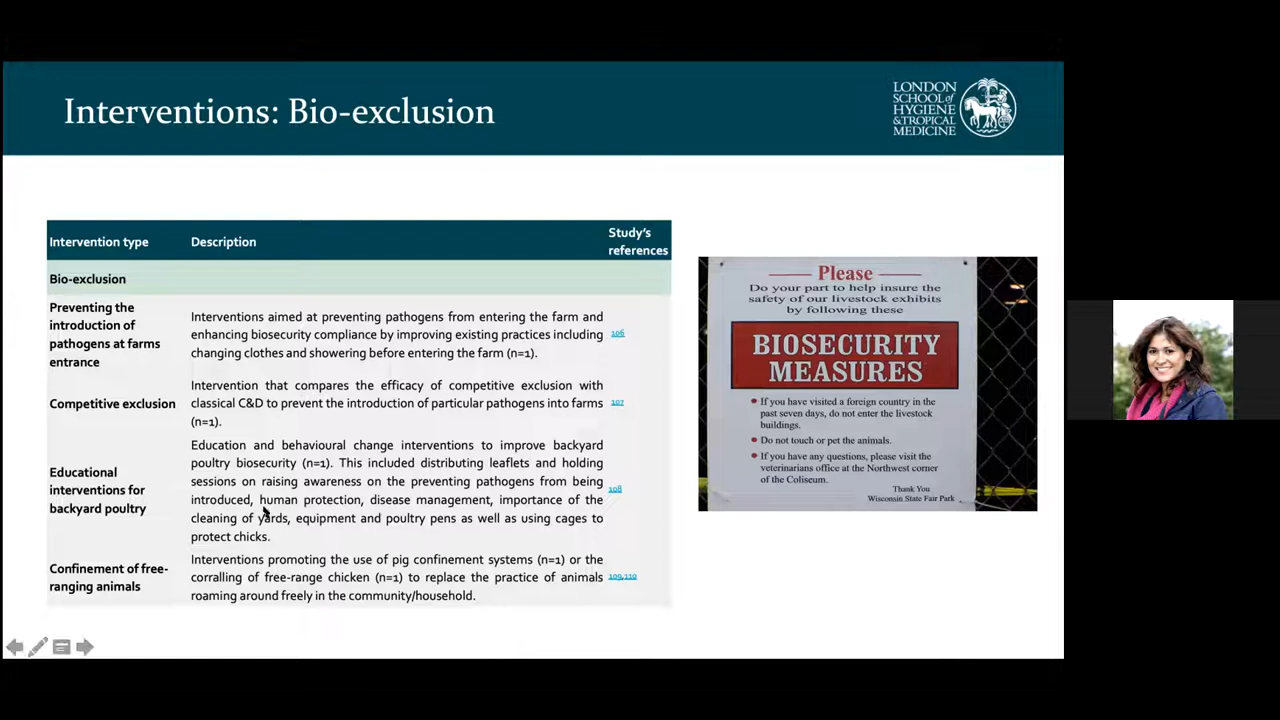 Interventions: Bio-exclusion
LONDON
SCHOOL of
HYGIENE
& TROPICAL
MEDICINE
Intervention type
Description
Study's
references
Bio-exclusion
Preventing the
introduction of
pathogens at farms
entrance
Interventions aimed at preventing pathogens from entering the farm and
enhancing biosecurity compliance by improving existing practices including
changing clothes and showering before entering the farm (n=1).
106
Competitive exclusion
Intervention that compares the efficacy of competitive exclusion with
classical C&D to prevent the introduction of particular pathogens into farms
(n=1).
107
Educational
interventions for
backyard poultry
Education and behavioural change interventions to improve backyard
poultry biosecurity (n=1). This included distributing leaflets and holding
sessions on raising awareness on the preventing pathogens from being
introduced, human protection, disease management, importance of the
cleaning of yards, equipment and poultry pens as well as using cages to
protect chicks.
108
Confinement of free-
ranging animals
Interventions promoting the use of pig confinement systems (n=1) or the
corralling of free-range chicken (n=1) to replace the practice of animals
roaming around freely in the community/household.
109,110
Please
Do your part to help insure the
safety of our livestock exhibits
by following these
BIOSECURITY
MEASURES
• If you have visited a foreign country in the
past seven days, do not enter the livestock
buildings.
• Do not touch or pet the animals.
• If you have any questions, please visit the
veterinarians office at the Northwest corner
of the Coliseum.
Thank You
Wisconsin State Fair Park